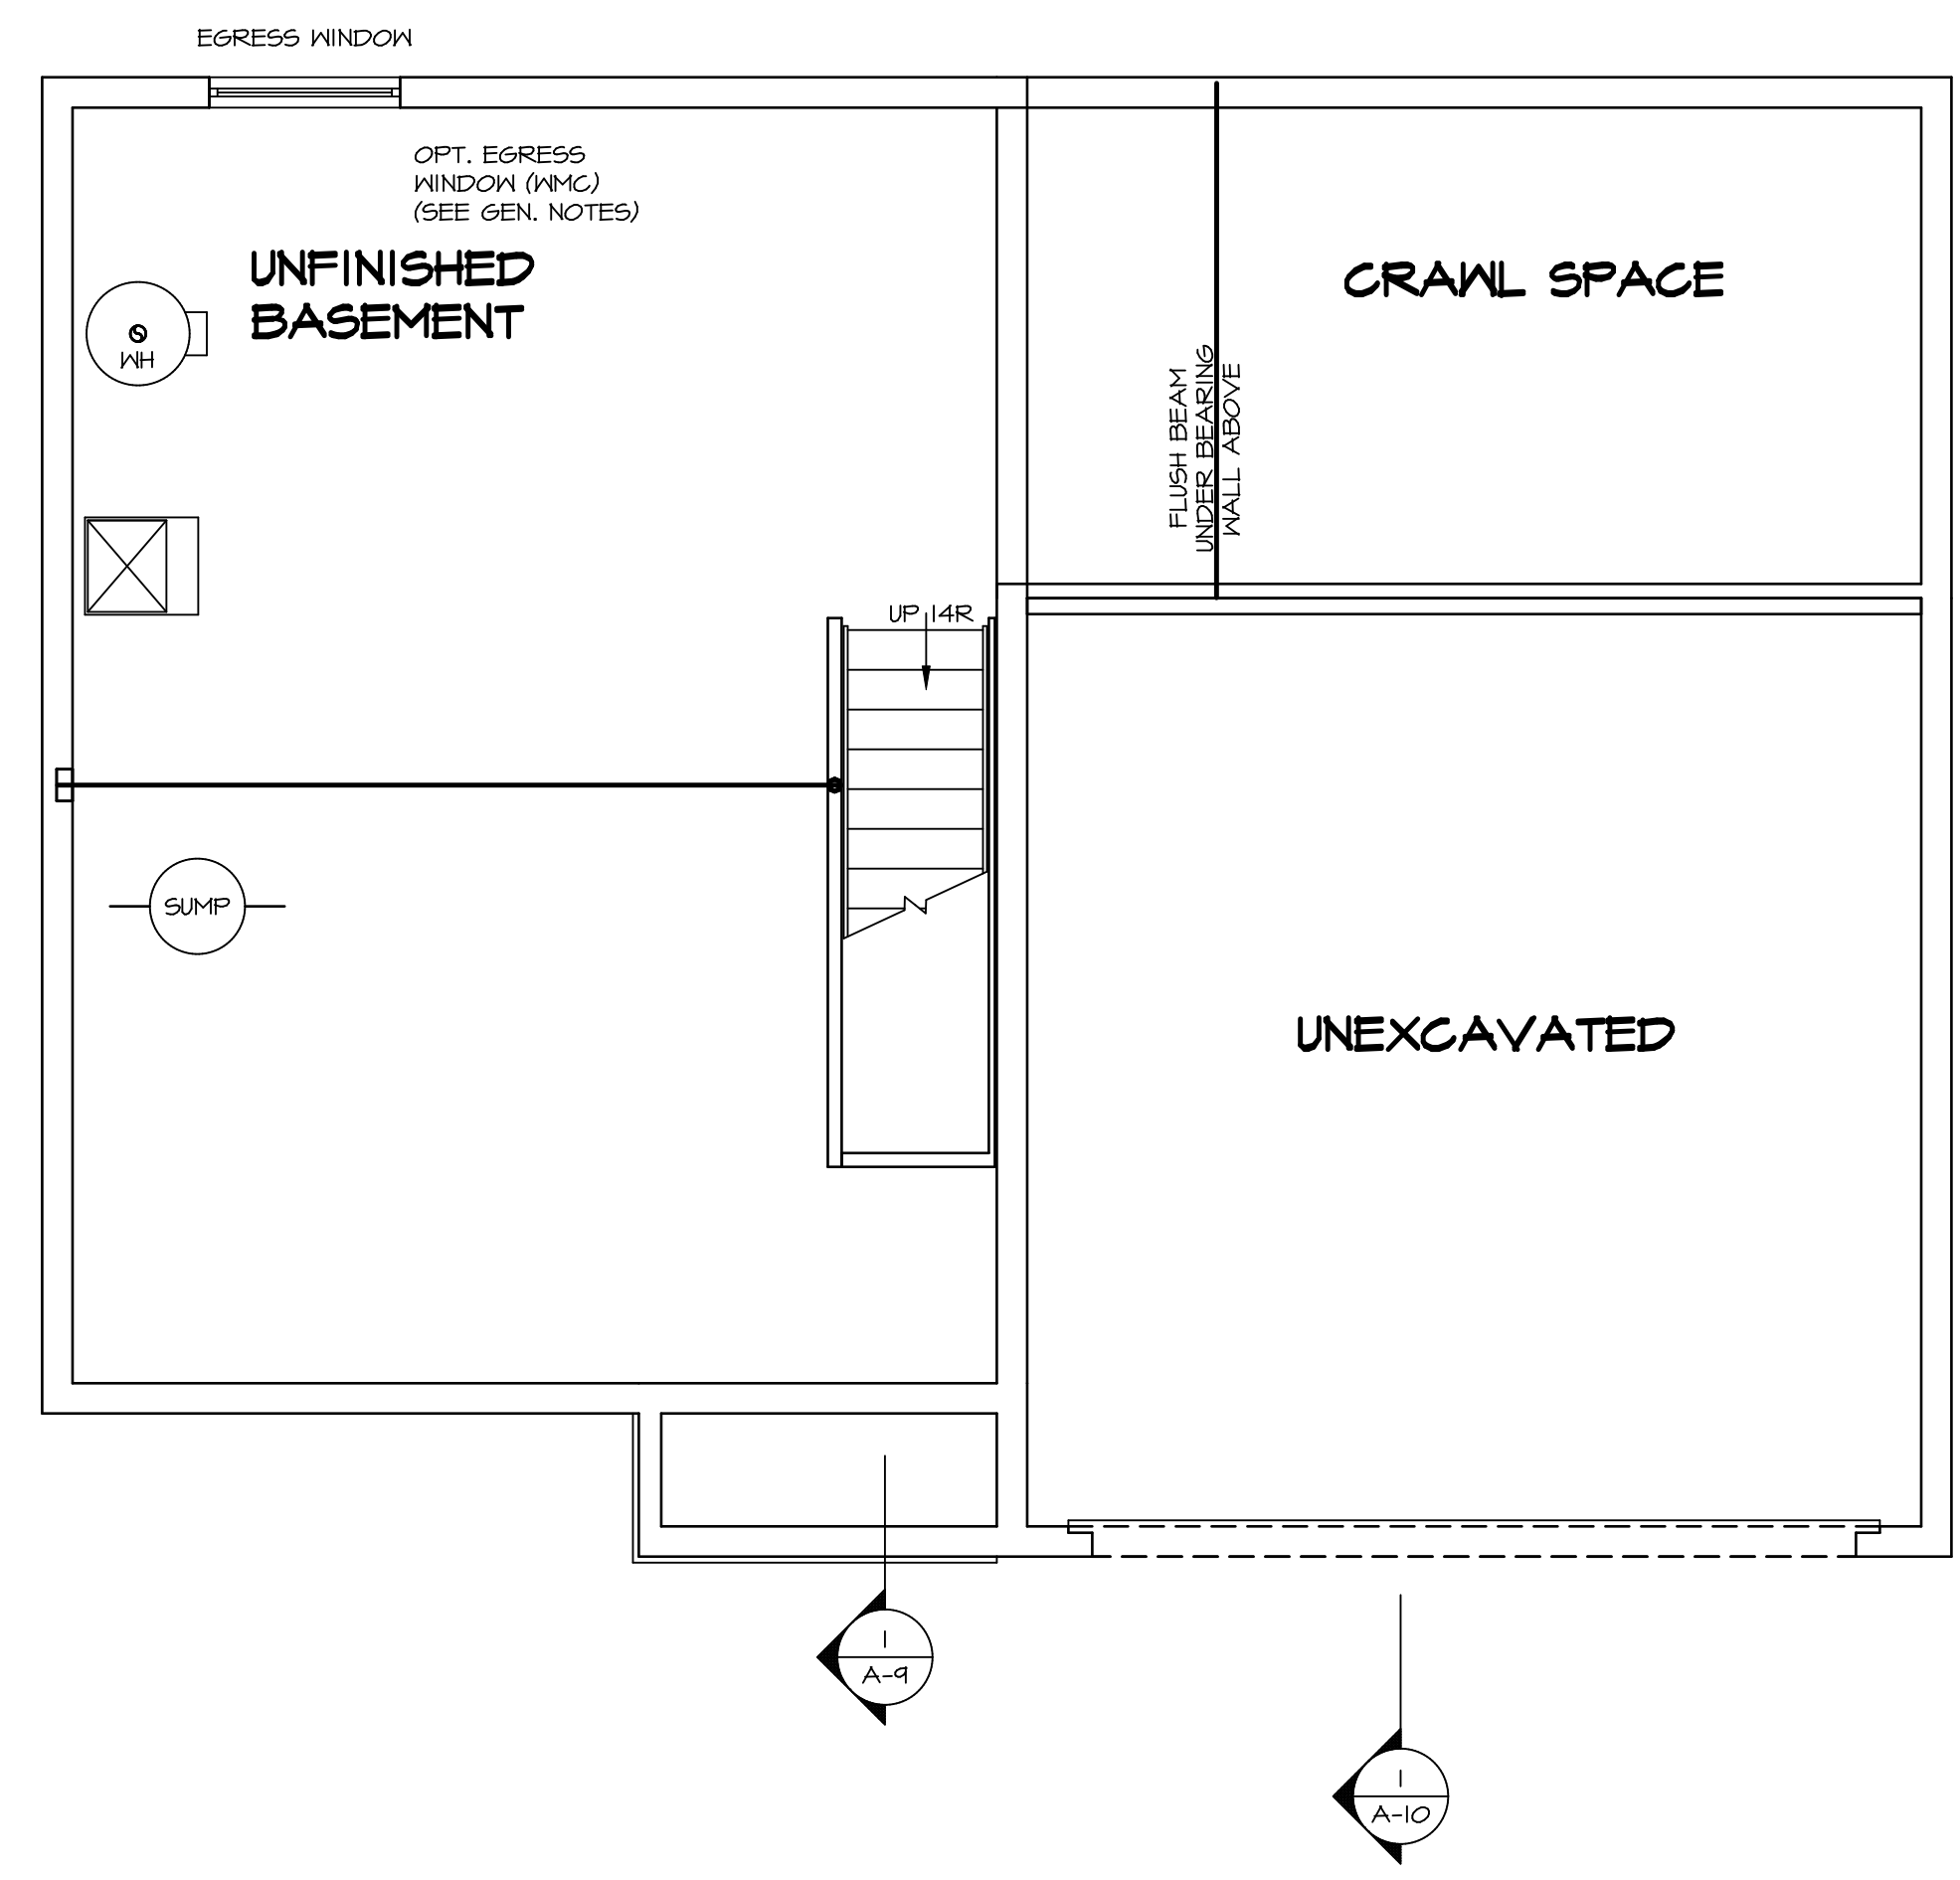 EGRESS WINDOW
OPT. EGRESS
WINDOW (WMC)
(SEE GEN. NOTES)
UNFINISHED
BASEMENT
CRAWL SPACE
WH
FLUSH BEAM
UNDER BEARING
WALL ABOVE
UP 14R
SUMP
UNEXCAVATED
1
A-9
1
A-10